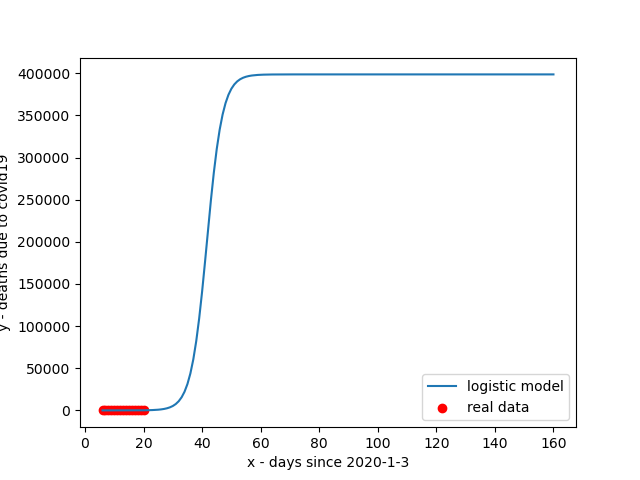 400000
350000
300000
250000
200000
150000
100000
50000
0
y - deaths due to covid19
0 20 40 60 80 100 120 140 160
x - days since 2020-1-3
logistic model
real data